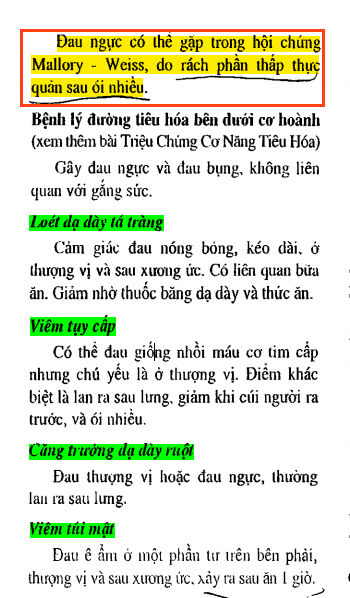 Đau ngực có thể gặp trong hội chứng
Mallory - Weiss, do rách phần thấp thực
quản sau ói nhiều.
Bệnh lý đường tiêu hóa bên dưới cơ hoành
(xem thêm bài Triệu Chứng Cơ Năng Tiêu Hóa)
Gây đau ngực và đau bụng, không liên
quan với gắng sức.
Loét dạ dày tá tràng
Cảm giác đau nóng bỏng, kéo dài, ở
thượng vị và sau xương ức. Có liên quan bữa
ăn. Giảm nhờ thuốc băng dạ dày và thức ăn.
Viêm tụy cấp
Có thể đau giống nhồi máu cơ tim cấp
nhưng chủ yếu là ở thượng vị. Điểm khác
biệt là lan ra sau lưng, giảm khi cúi người ra
trước, và ói nhiều.
Căng trướng dạ dày ruột
Đau thượng vị hoặc đau ngực, thường
lan ra sau lưng.
Viêm túi mật
Đau ê ẩm ở một phần tư trên bên phải,
thượng vị và sau xương ức, xảy ra sau ăn 1 giờ.